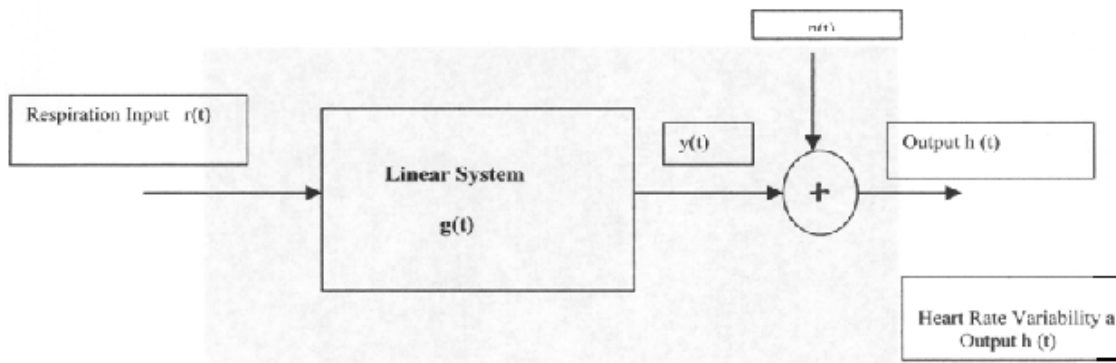 Respiration Input r(t)
Linear System
g(t)
y(t)
+
Output h (t)
Heart Rate Variability a
Output h (t)